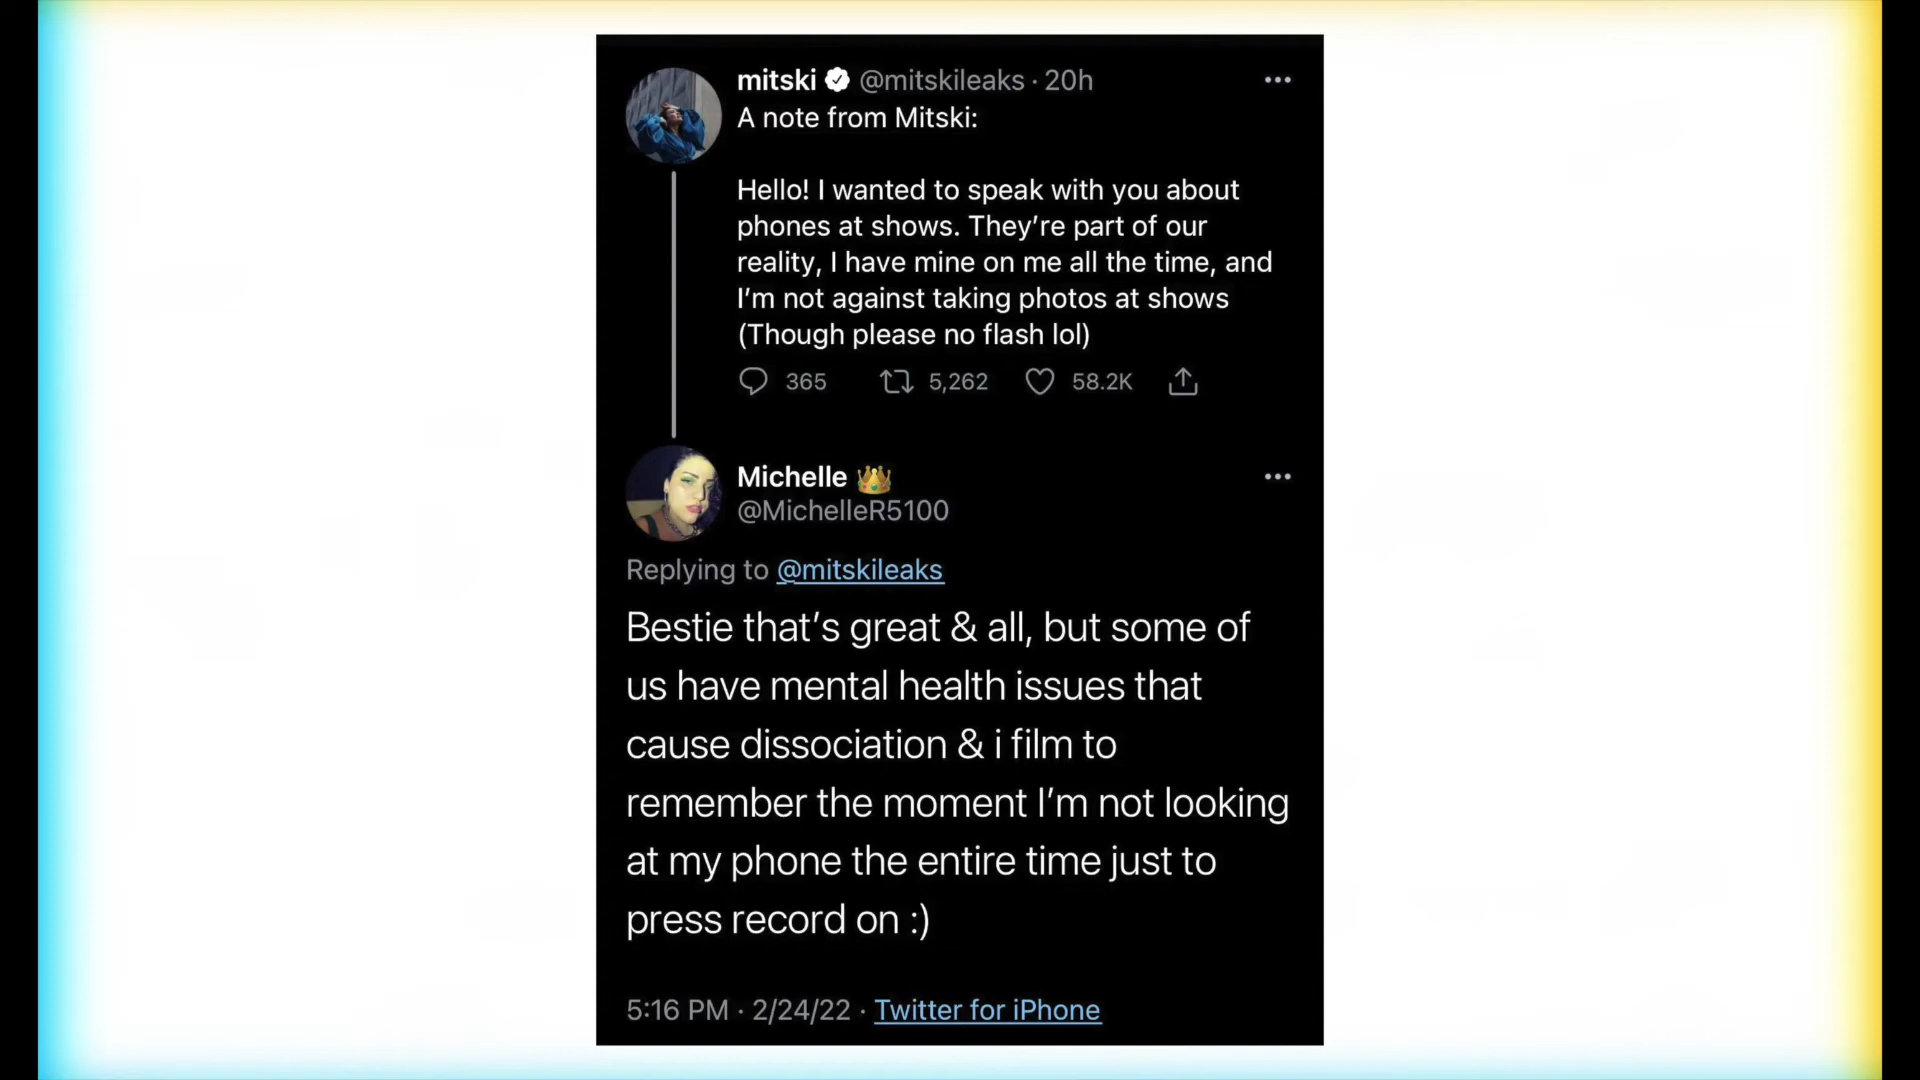 mitski @mitskileaks · 20h
A note from Mitski:
Hello! I wanted to speak with you about
phones at shows. They’re part of our
reality, I have mine on me all the time, and
I’m not against taking photos at shows
(Though please no flash lol)
365 5,262 58.2K
Michelle 👑
@MichelleR5100
Replying to @mitskileaks
Bestie that’s great & all, but some of
us have mental health issues that
cause dissociation & i film to
remember the moment I’m not looking
at my phone the entire time just to
press record on :)
5:16 PM · 2/24/22 · Twitter for iPhone